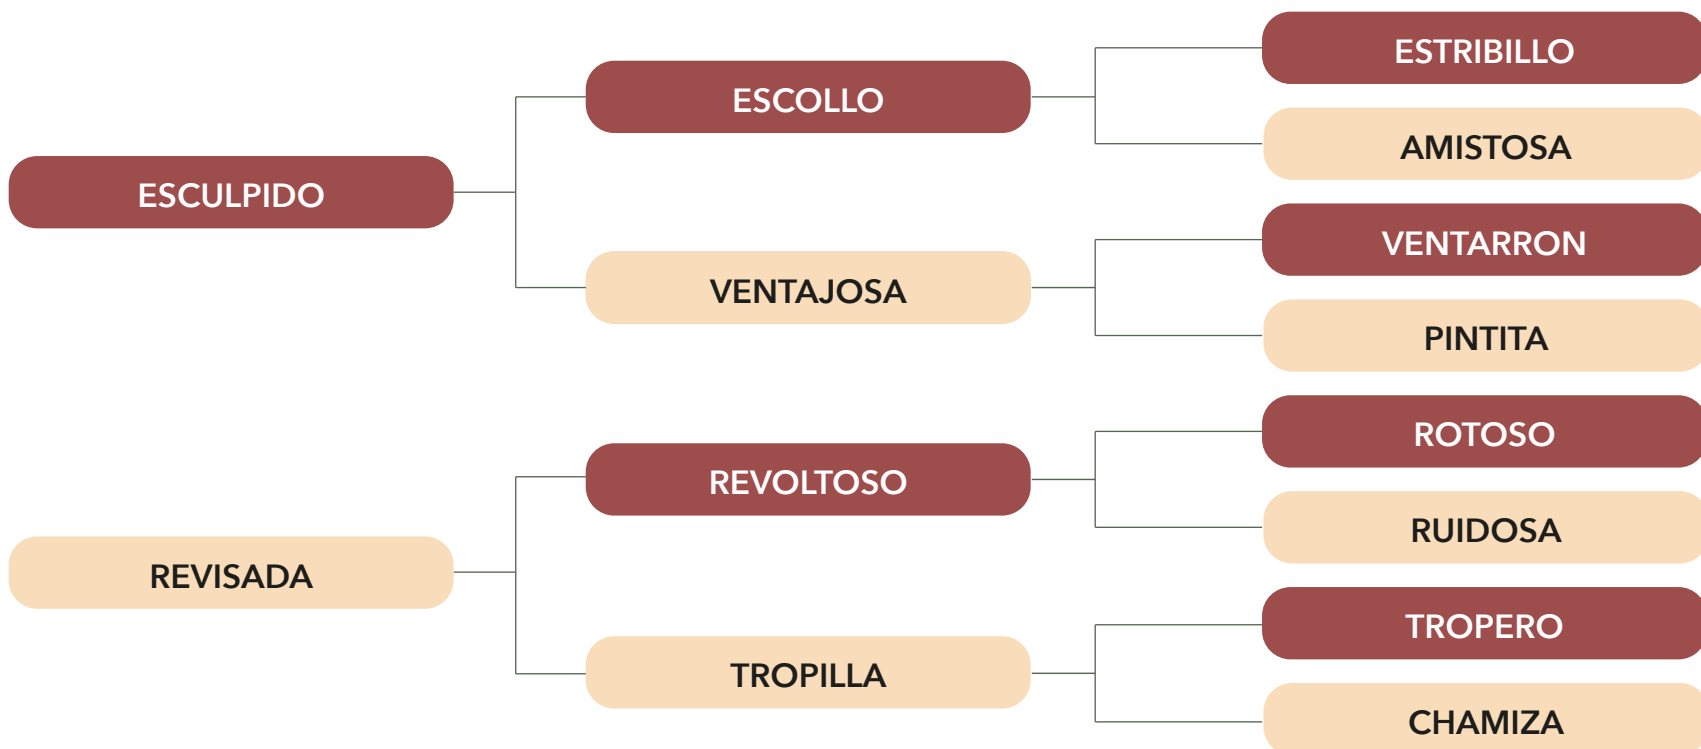 ESCULPIDO
REVISADA
ESCOLLO
VENTAJOSA
REVOLTOSO
TROPILLA
ESTRIBILLO
AMISTOSA
VENTARRON
PINTITA
ROTOSO
RUIDOSA
TROPERO
CHAMIZA